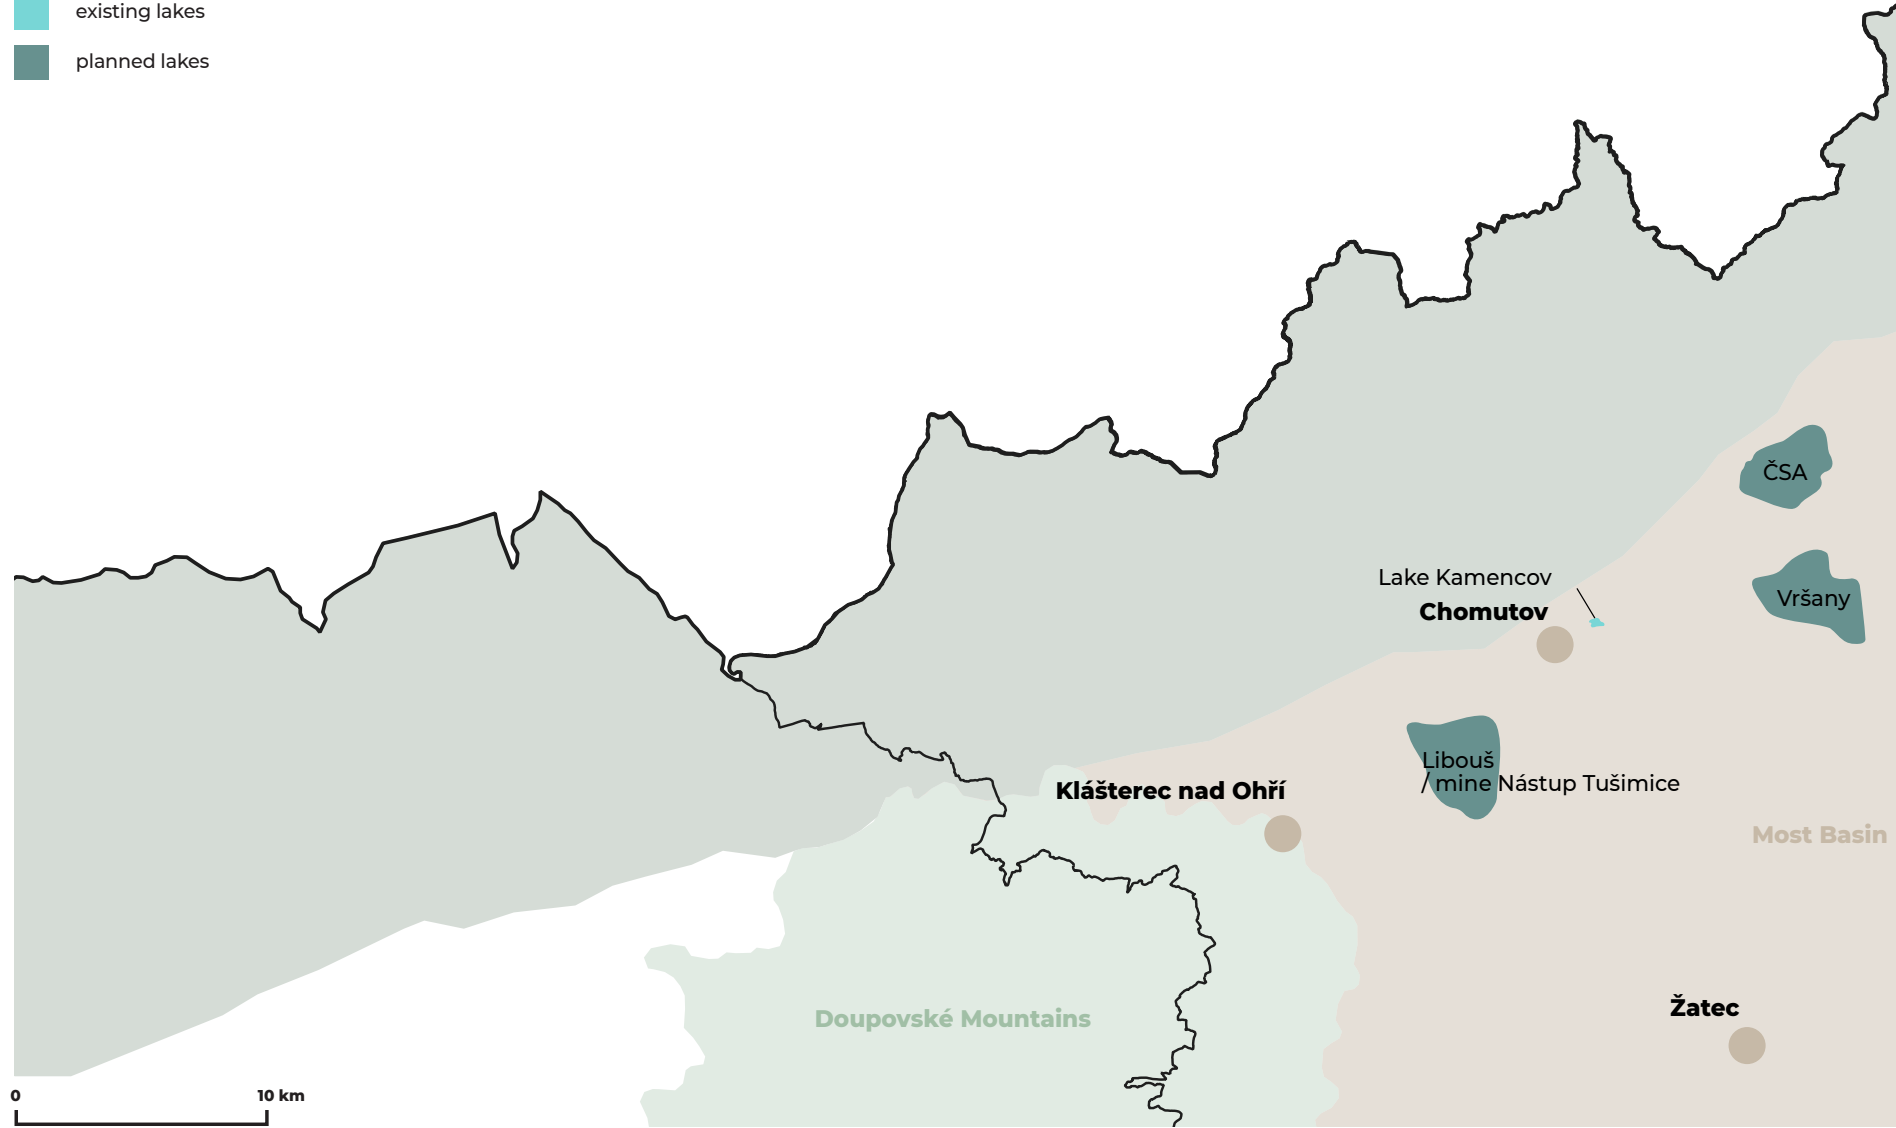 existing lakes
planned lakes
ČSA
Lake Kamencov
Vršany
Chomutov
Libouš
/ mine Nástup Tušimice
Klášterec nad Ohří
Most Basin
Žatec
Doupovské Mountains
0 10 km